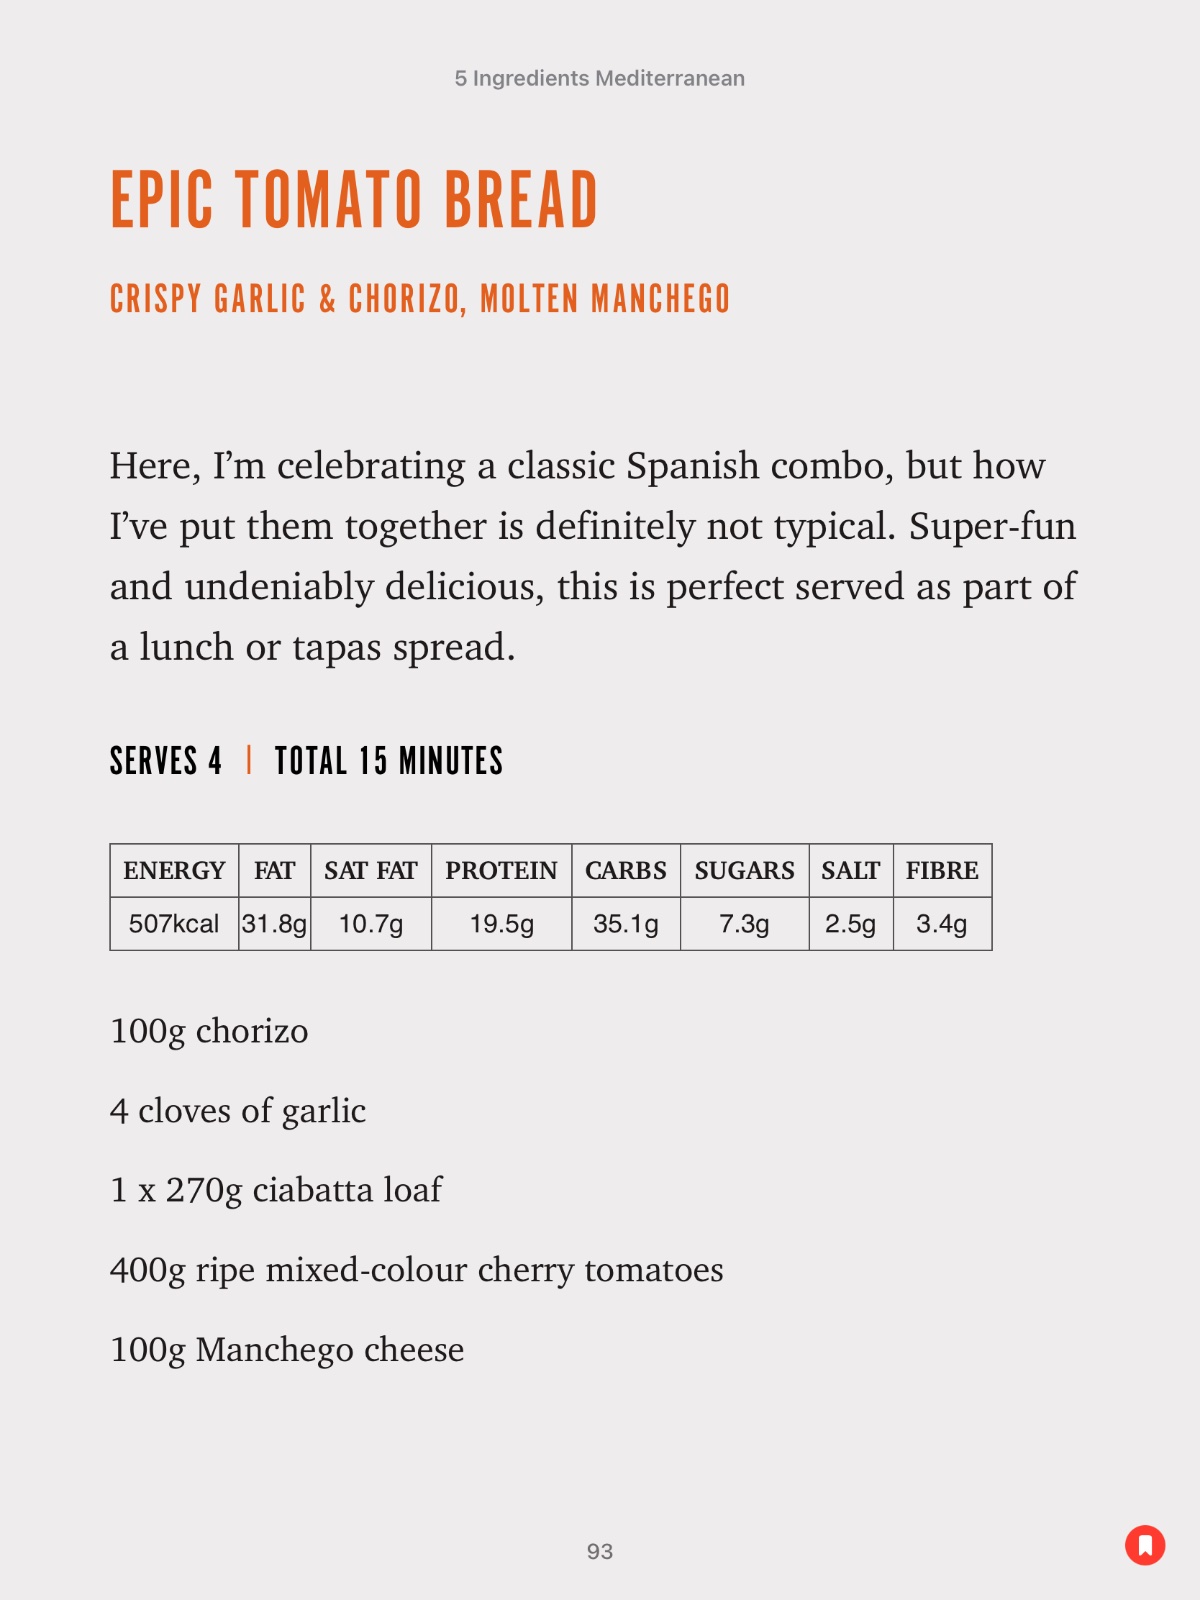 5 Ingredients Mediterranean
EPIC TOMATO BREAD
CRISPY GARLIC & CHORIZO, MOLTEN MANCHEGO
Here, I’m celebrating a classic Spanish combo, but how
I’ve put them together is definitely not typical. Super-fun
and undeniably delicious, this is perfect served as part of
a lunch or tapas spread.
SERVES 4 | TOTAL 15 MINUTES
ENERGY FAT SAT FAT PROTEIN CARBS SUGARS SALT FIBRE
507kcal 31.8g 10.7g 19.5g 35.1g 7.3g 2.5g 3.4g
100g chorizo
4 cloves of garlic
1 x 270g ciabatta loaf
400g ripe mixed-colour cherry tomatoes
100g Manchego cheese
93